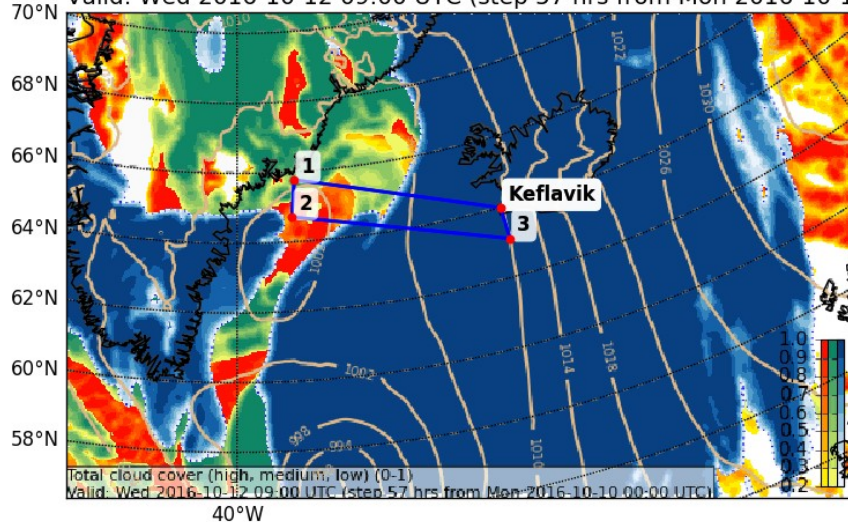 Valid: Wed 2016-10-12 09:00 UTC (step 57 hrs from Mon 2016-10-1
70°N
68°N
66°N
64°N
62°N
60°N
58°N
40°W
1010
1022
1030
1026
1002
1014
1018
1010
1002
998
994
1
2
Keflavik
3
1.0
0.9
0.8
0.7
0.6
0.5
0.4
0.3
0.2
Total cloud cover (high, medium, low) (0-1)
Valid: Wed 2016-10-12 09:00 UTC (step 57 hrs from Mon 2016-10-10 00:00 UTC)